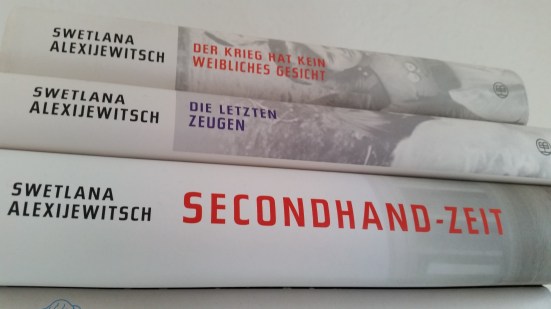 SWETLANA
ALEXIJEWITSCH
DER KRIEG HAT KEIN
WEIBLICHES GESICHT
SWETLANA
ALEXIJEWITSCH
DIE LETZTEN
ZEUGEN
SWETLANA
ALEXIJEWITSCH
SECONDHAND-ZEIT